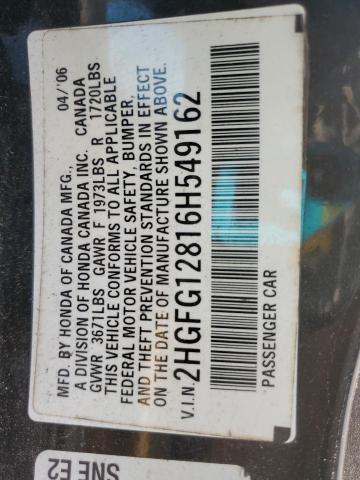 MFD. BY HONDA OF CANADA MFG., 04/'06
A DIVISION OF HONDA CANADA INC. CANADA
GVWR 3671LBS GAWR F 1973LBS R 1720LBS
THIS VEHICLE CONFORMS TO ALL APPLICABLE
FEDERAL MOTOR VEHICLE SAFETY, BUMPER,
AND THEFT PREVENTION STANDARDS IN EFFECT
ON THE DATE OF MANUFACTURE SHOWN ABOVE.
V.I.N. 2HGFG12816H549162
PASSENGER CAR
SNE E2